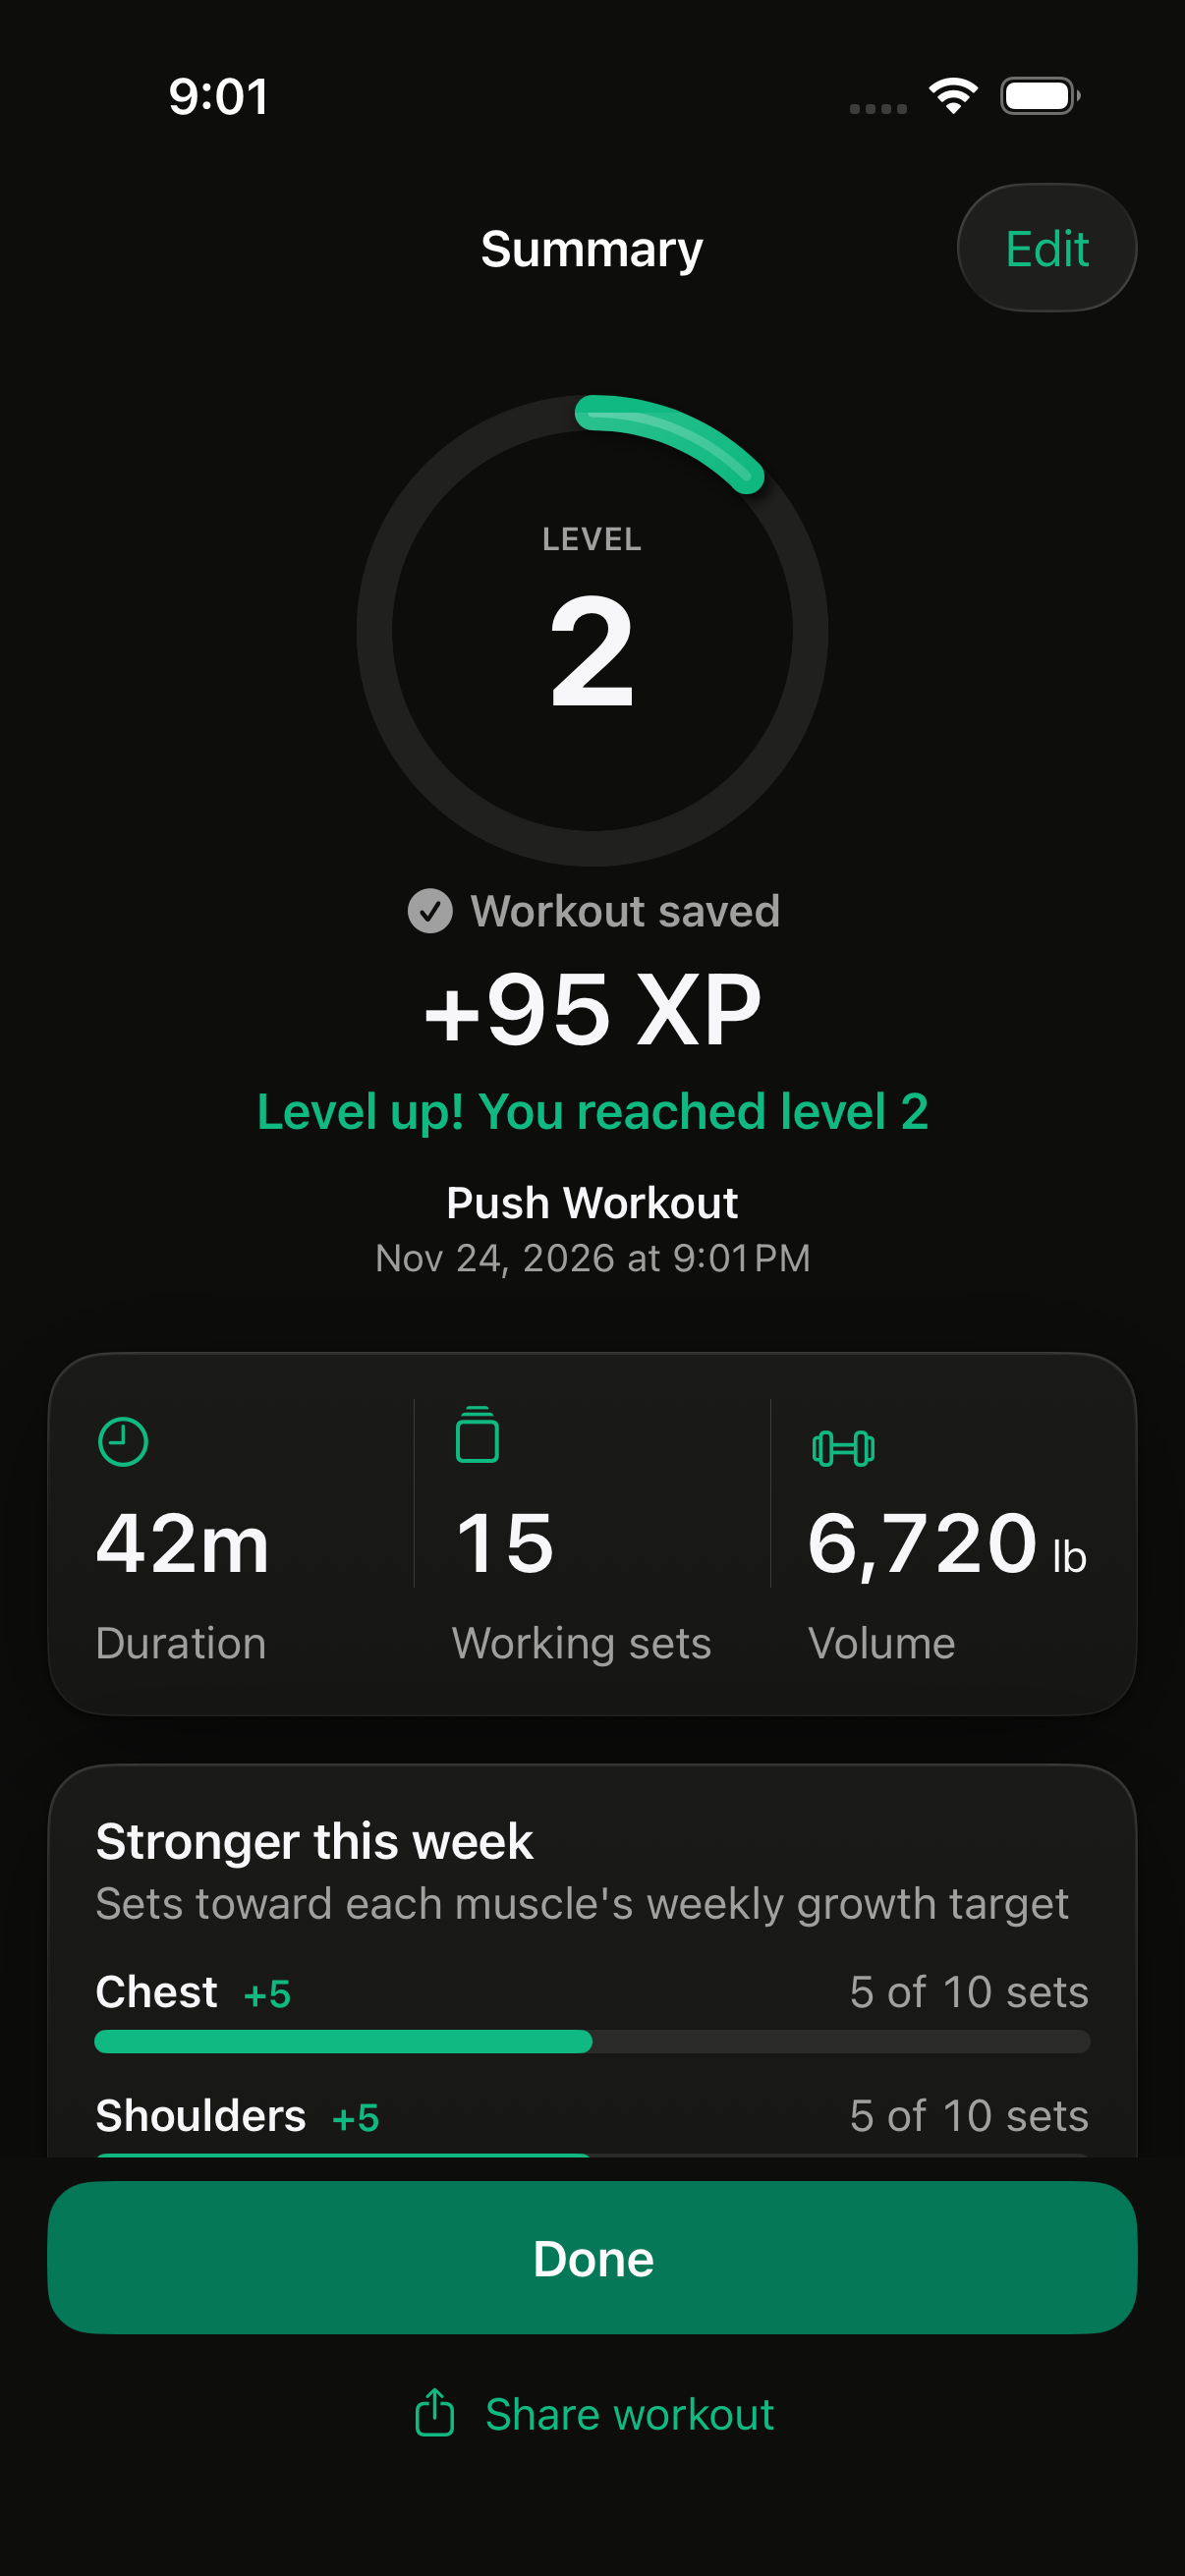 9:01
Summary
Edit
LEVEL
2
Workout saved
+95 XP
Level up! You reached level 2
Push Workout
Nov 24, 2026 at 9:01 PM
42m
15
6,720 lb
Duration
Working sets
Volume
Stronger this week
Sets toward each muscle's weekly growth target
Chest +5 5 of 10 sets
Shoulders +5 5 of 10 sets
Done
Share workout